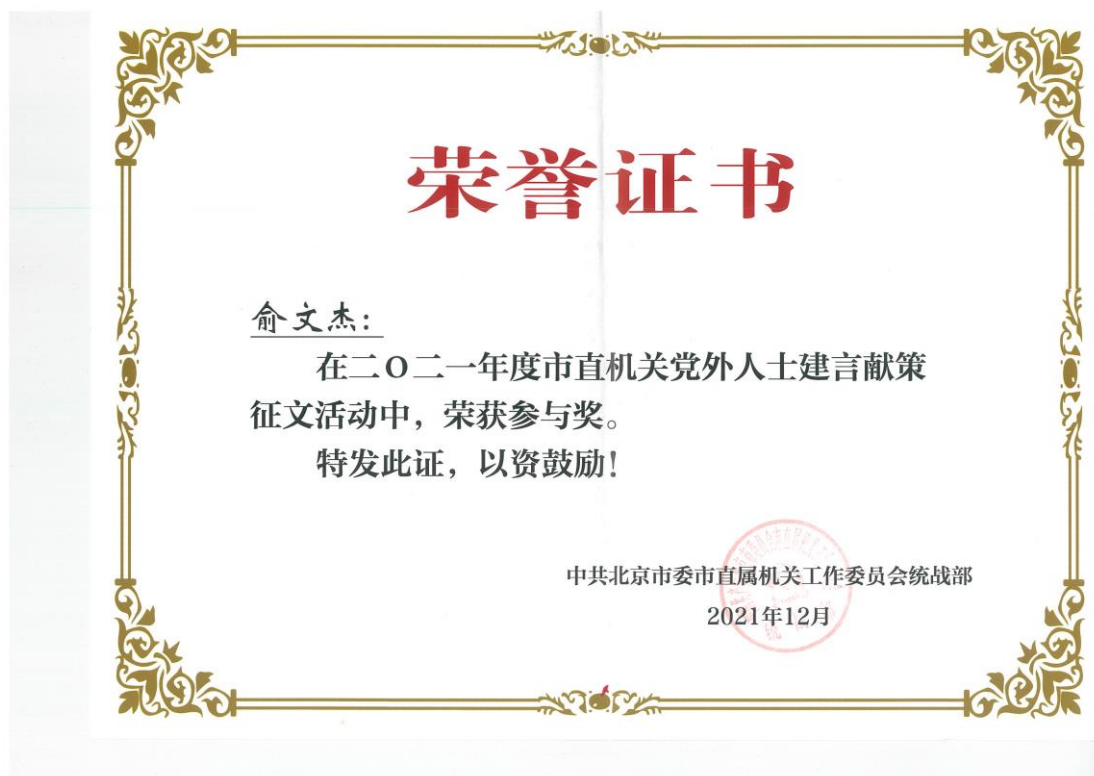 荣誉证书
俞文杰：
在二〇二一年度市直机关党外人士建言献策
征文活动中，荣获参与奖。
特发此证，以资鼓励！
中共北京市委市直属机关工作委员会统战部
2021年12月